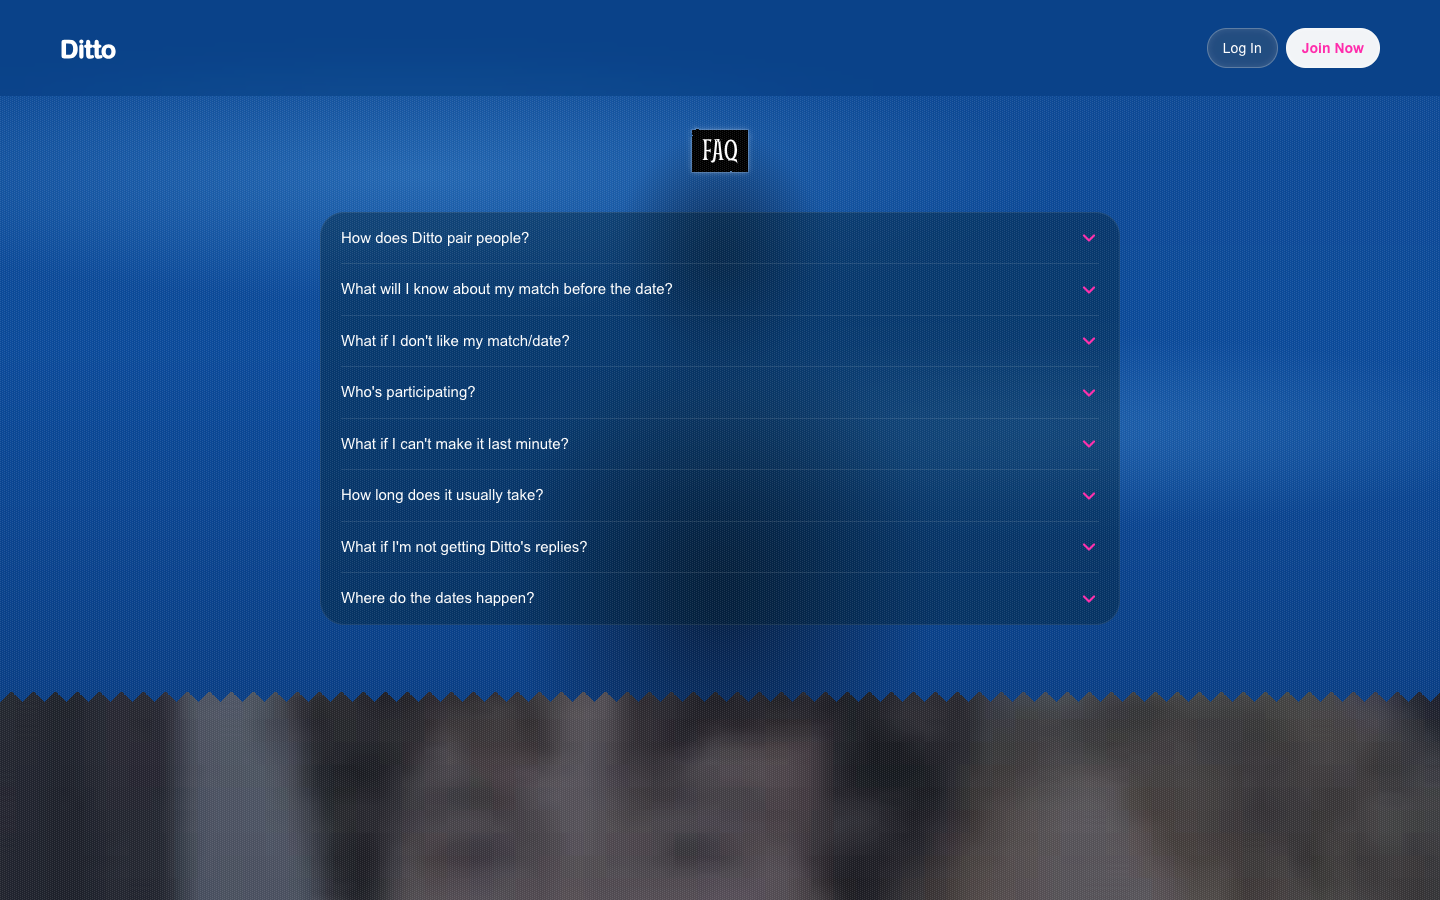 Ditto
Log In
Join Now
FAQ
How does Ditto pair people?
What will I know about my match before the date?
What if I don't like my match/date?
Who's participating?
What if I can't make it last minute?
How long does it usually take?
What if I'm not getting Ditto's replies?
Where do the dates happen?